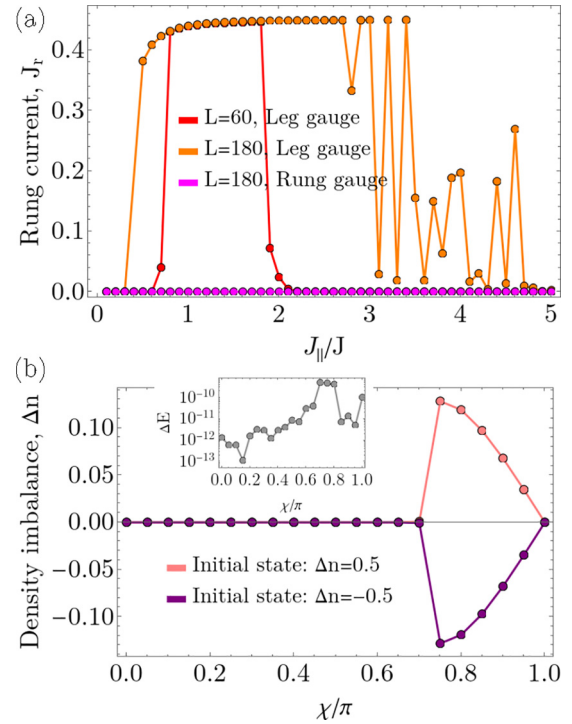 (a)
Rung current, J_r
0.4
0.2
0.0
L=60, Leg gauge
L=180, Leg gauge
L=180, Rung gauge
0 1 2 3 4 5
J_∥/J
(b)
Density imbalance, Δn
0.10
0.05
0.00
−0.05
−0.10
ΔE
10⁻¹⁰
10⁻¹¹
10⁻¹²
10⁻¹³
0.0 0.2 0.4 0.6 0.8 1.0
χ/π
Initial state: Δn=0.5
Initial state: Δn=−0.5
0.0 0.2 0.4 0.6 0.8 1.0
χ/π